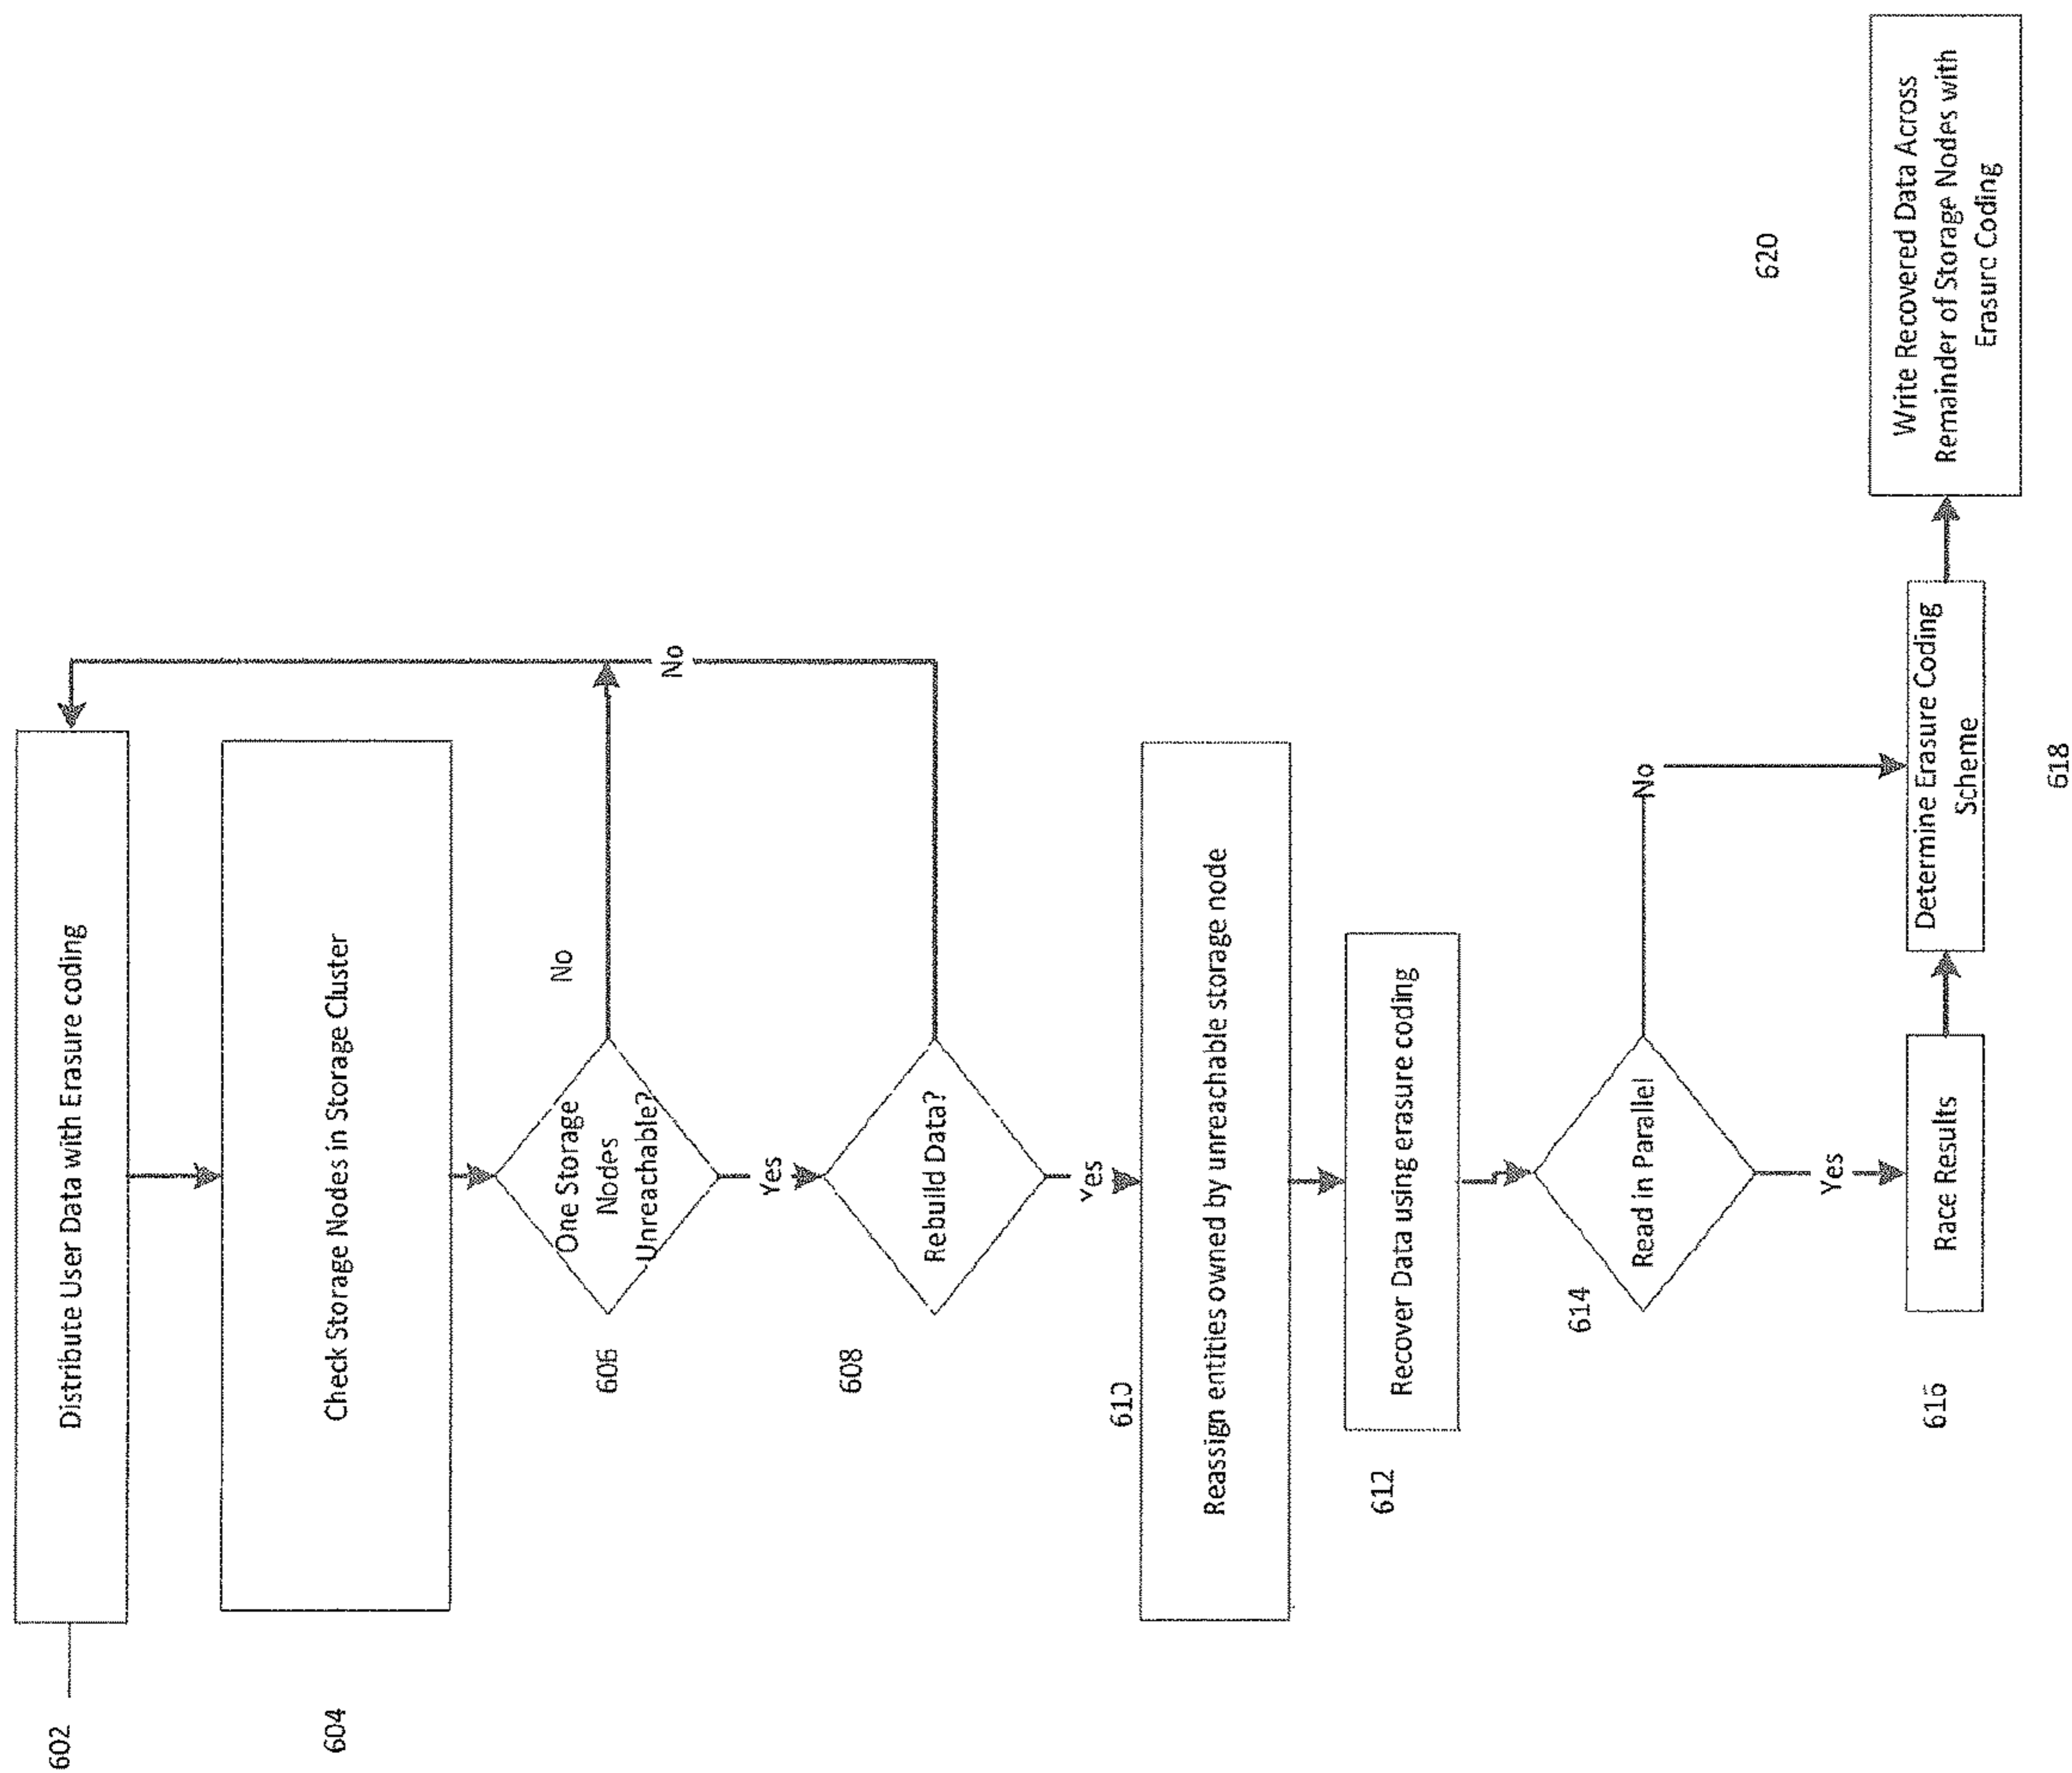 602
Distribute User Data with Erasure coding
604
Check Storage Nodes in Storage Cluster
606
One Storage
Nodes
Unreachable?
No
Yes
608
Rebuild Data?
No
Yes
610
Reassign entities owned by unreachable storage node
612
Recover Data using erasure coding
614
Read in Parallel
No
Yes
616
Race Results
618
Determine Erasure Coding
Scheme
620
Write Recovered Data Across
Remainder of Storage Nodes with
Erasure Coding